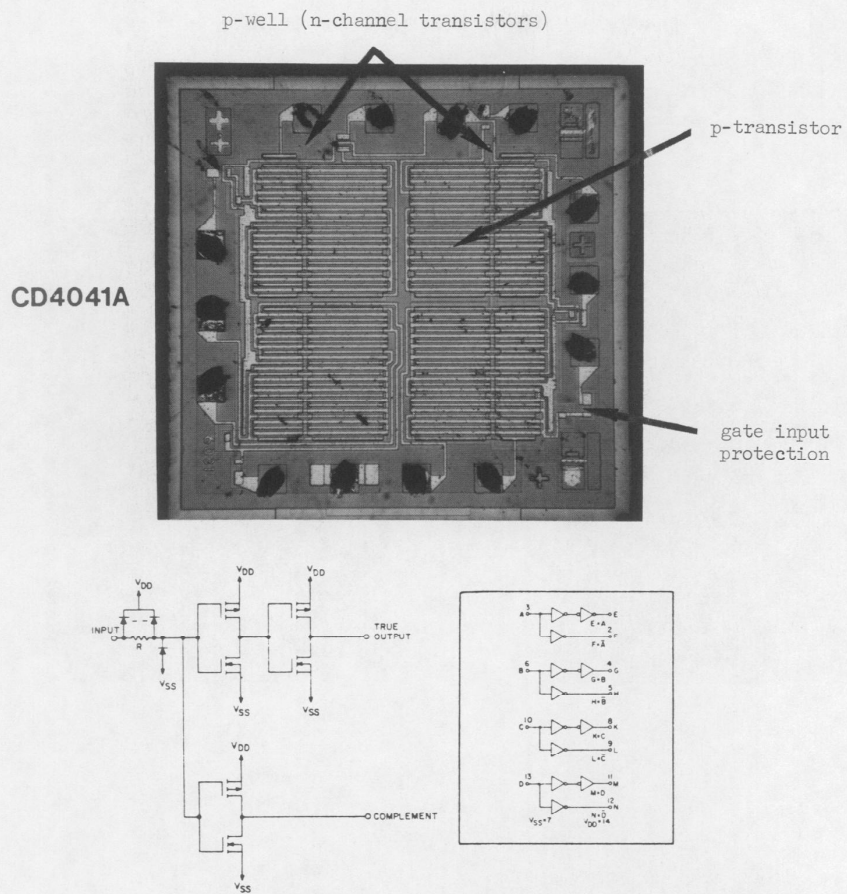 p-well (n-channel transistors)
p-transistor
CD4041A
gate input
protection
VDD
VDD
VDD
INPUT
R
VSS
TRUE
OUTPUT
VSS
VSS
VDD
COMPLEMENT
VSS
A 3
E
E=A
2
F
F=Ā
B 6
4
G
G=B
5
H
H=B̄
C 10
8
K
K=C
9
L
L=C̄
D 13
11
M
M=D
12
N
N=D̄
VSS=7
VDD=14